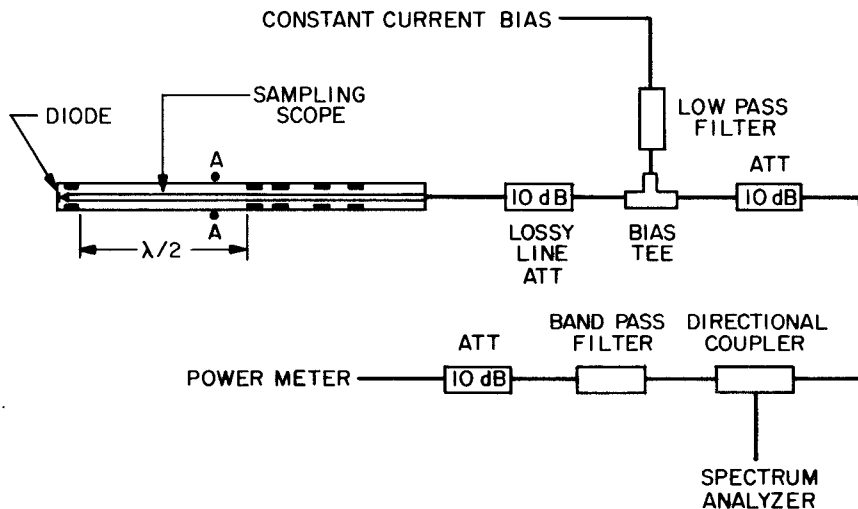 CONSTANT CURRENT BIAS
DIODE
SAMPLING
SCOPE
LOW PASS
FILTER
A
ATT
10 dB
10 dB
A
λ/2
LOSSY
LINE
ATT
BIAS
TEE
BAND PASS
FILTER
DIRECTIONAL
COUPLER
ATT
POWER METER
10 dB
SPECTRUM
ANALYZER